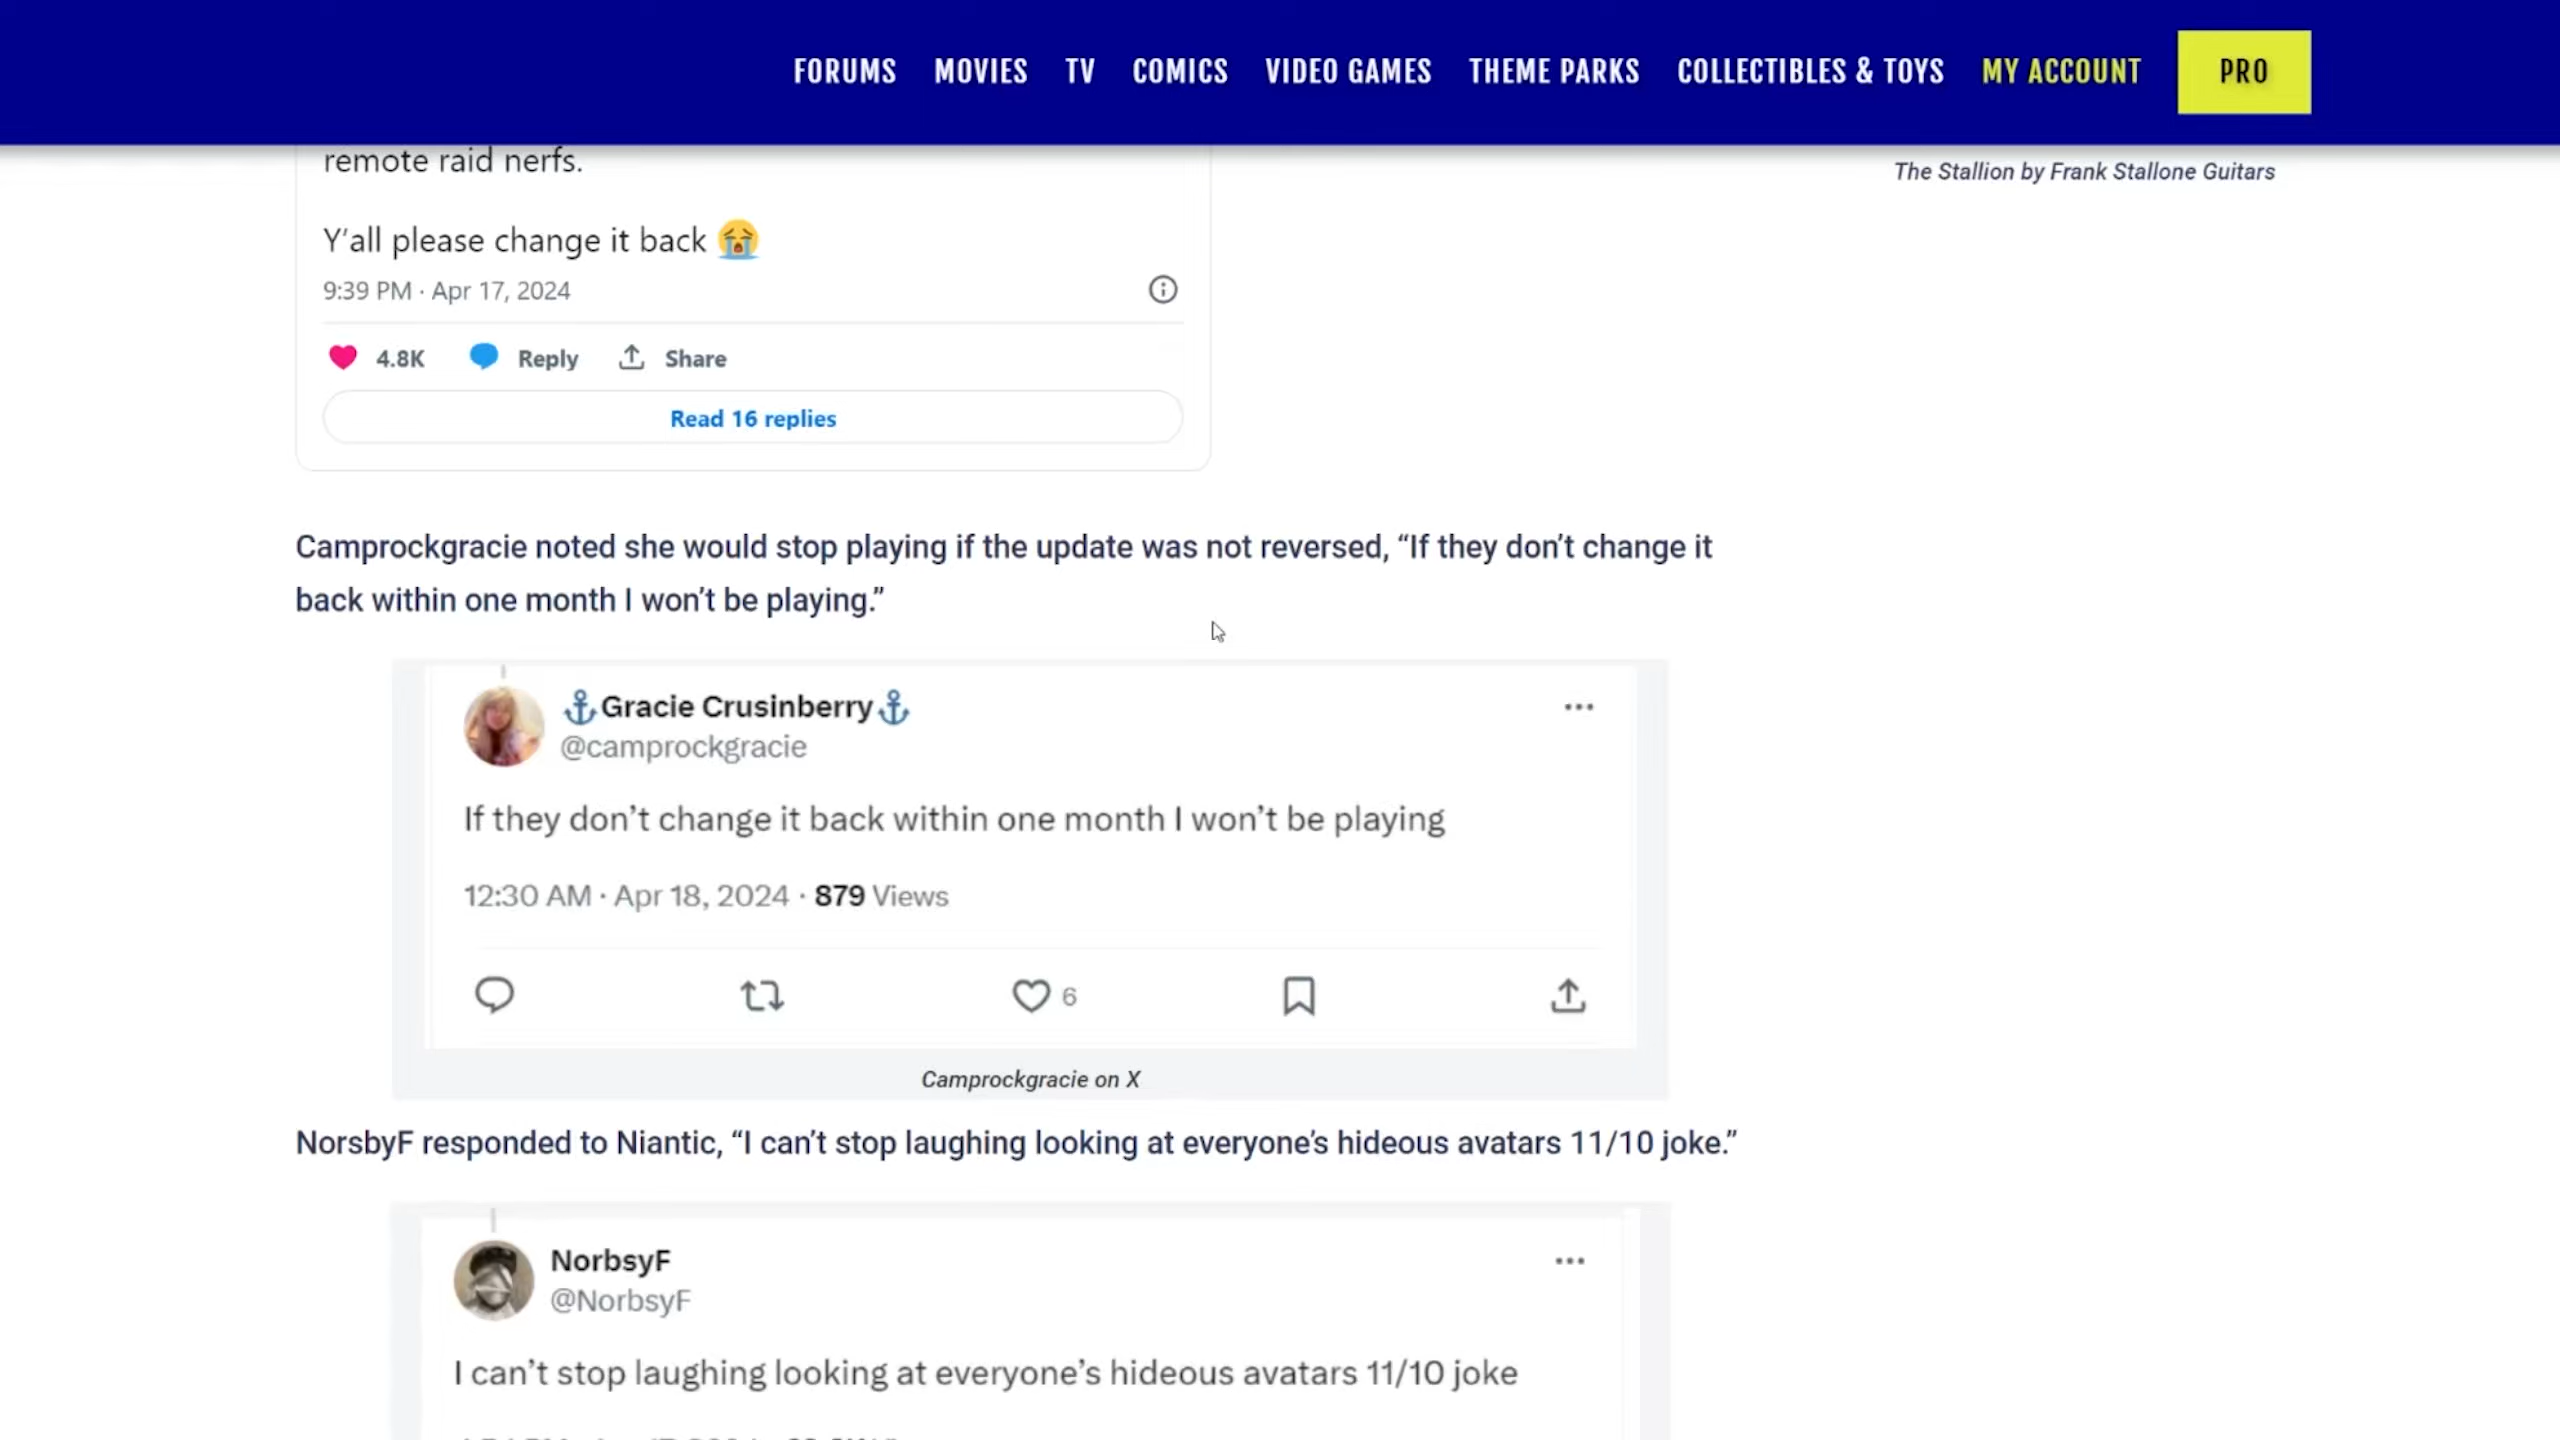 FORUMS MOVIES TV COMICS VIDEO GAMES THEME PARKS COLLECTIBLES & TOYS MY ACCOUNT PRO
remote raid nerfs.
The Stallion by Frank Stallone Guitars
Y'all please change it back 😭
9:39 PM · Apr 17, 2024
4.8K Reply Share
Read 16 replies
Camprockgracie noted she would stop playing if the update was not reversed, “If they don’t change it
back within one month I won’t be playing.”
⚓Gracie Crusinberry⚓
@camprockgracie
If they don’t change it back within one month I won’t be playing
12:30 AM · Apr 18, 2024 · 879 Views
6
Camprockgracie on X
NorsbyF responded to Niantic, “I can’t stop laughing looking at everyone’s hideous avatars 11/10 joke.”
NorbsyF
@NorbsyF
I can’t stop laughing looking at everyone’s hideous avatars 11/10 joke